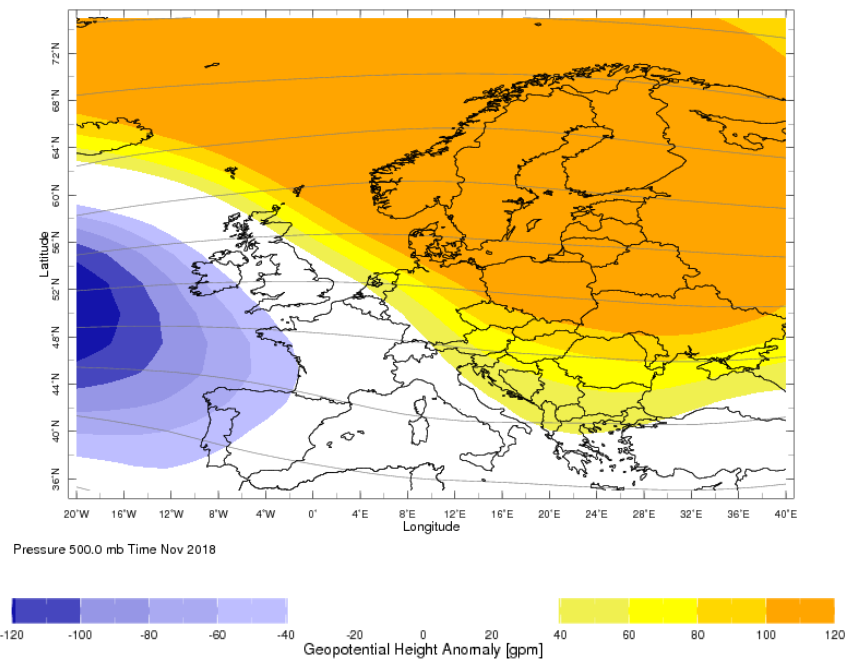 72˚N
68˚N
64˚N
60˚N
56˚N
52˚N
48˚N
44˚N
40˚N
36˚N
Latitude
20˚W 16˚W 12˚W 8˚W 4˚W 0˚ 4˚E 8˚E 12˚E 16˚E 20˚E 24˚E 28˚E 32˚E 36˚E 40˚E
Longitude
Pressure 500.0 mb Time Nov 2018
-120 -100 -80 -60 -40 -20 0 20 40 60 80 100 120
Geopotential Height Anomaly [gpm]